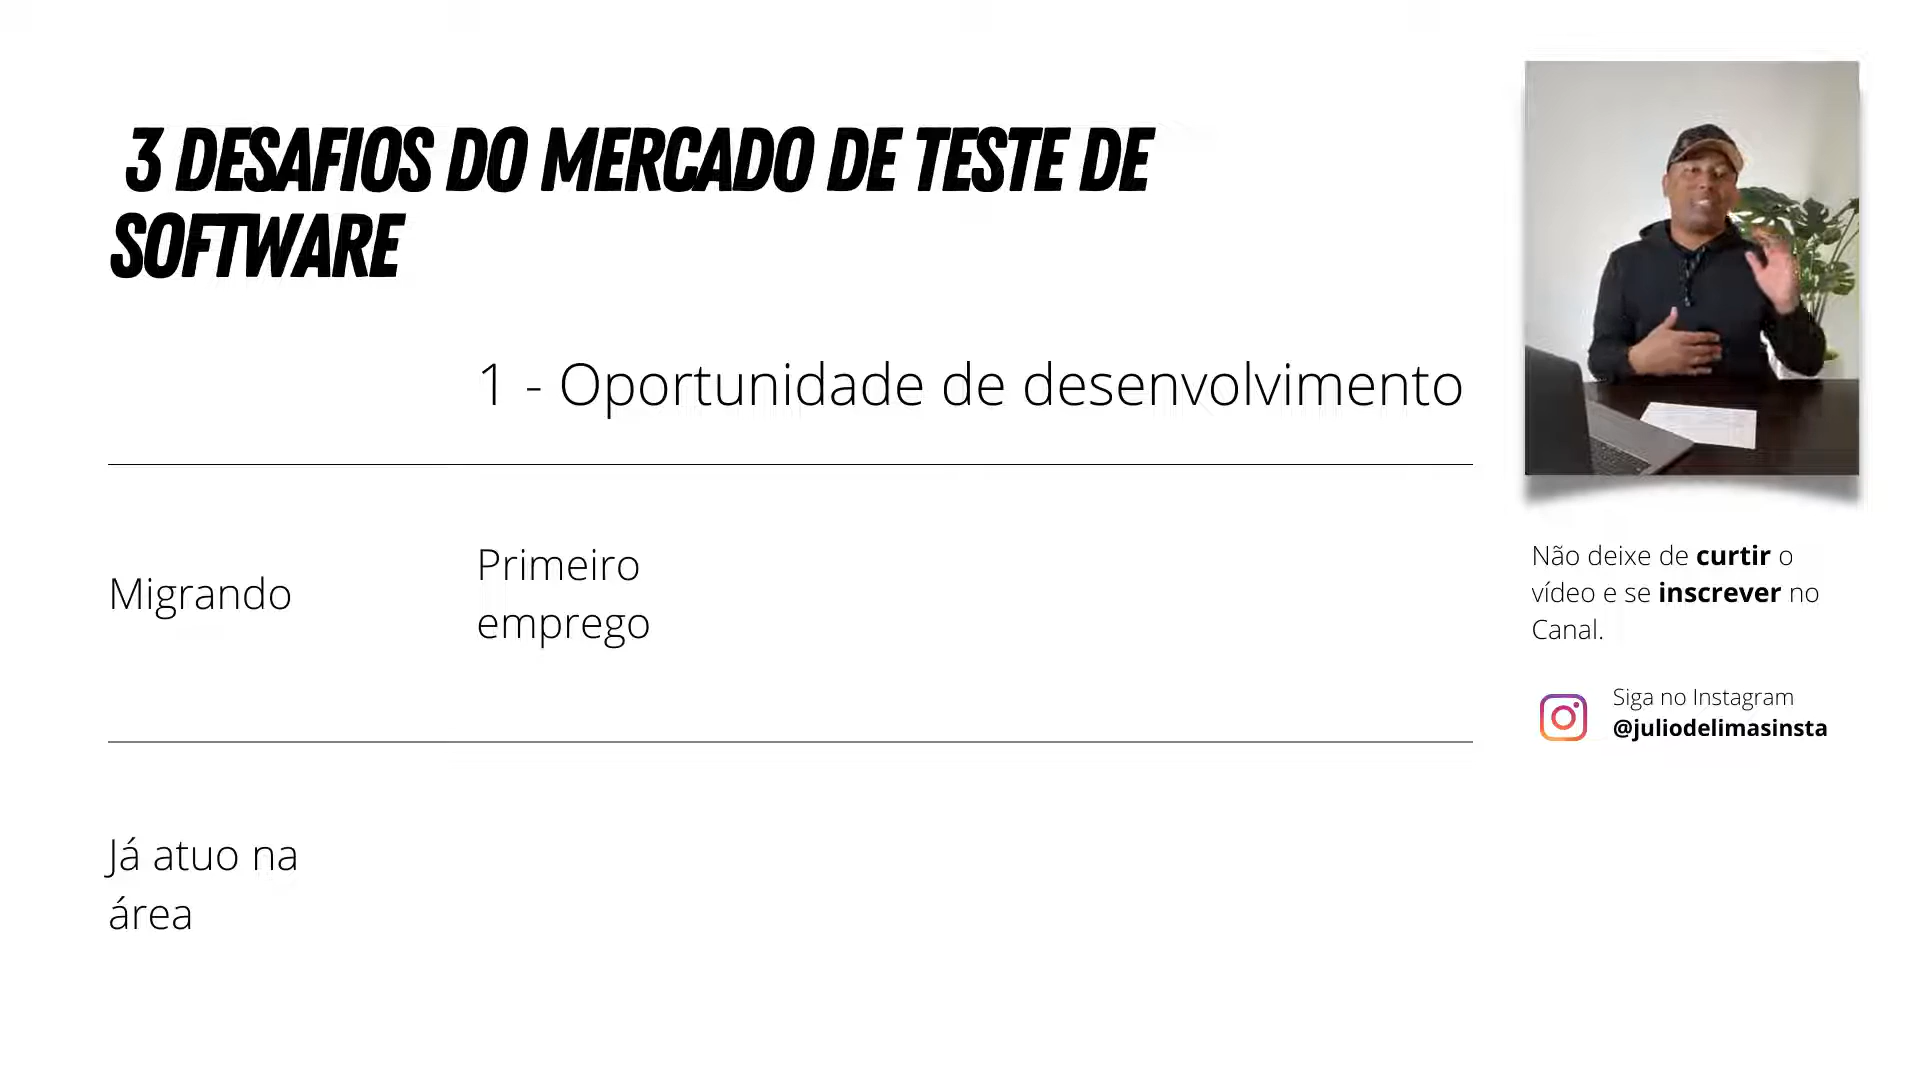 3 DESAFIOS DO MERCADO DE TESTE DE
SOFTWARE
1 - Oportunidade de desenvolvimento
Migrando
Primeiro
emprego
Já atuo na
área
Não deixe de curtir o
vídeo e se inscrever no
Canal.
Siga no Instagram
@juliodelimasinsta